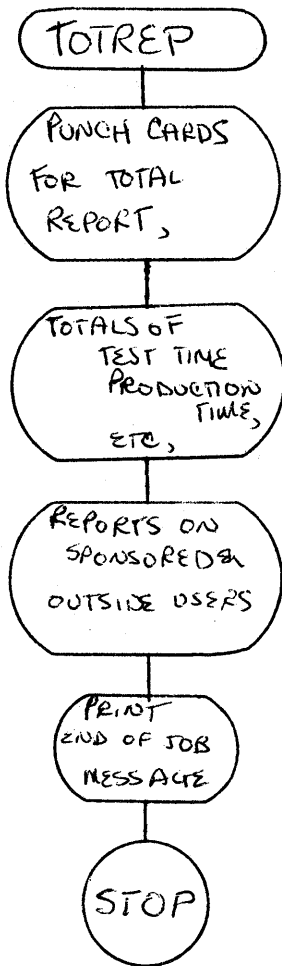 TOTREP
PUNCH CARDS
FOR TOTAL
REPORT,
TOTALS OF
TEST TIME
PRODUCTION
TIME,
ETC,
REPORTS ON
SPONSORED &
OUTSIDE USERS
PRINT
END OF JOB
MESSAGE
STOP